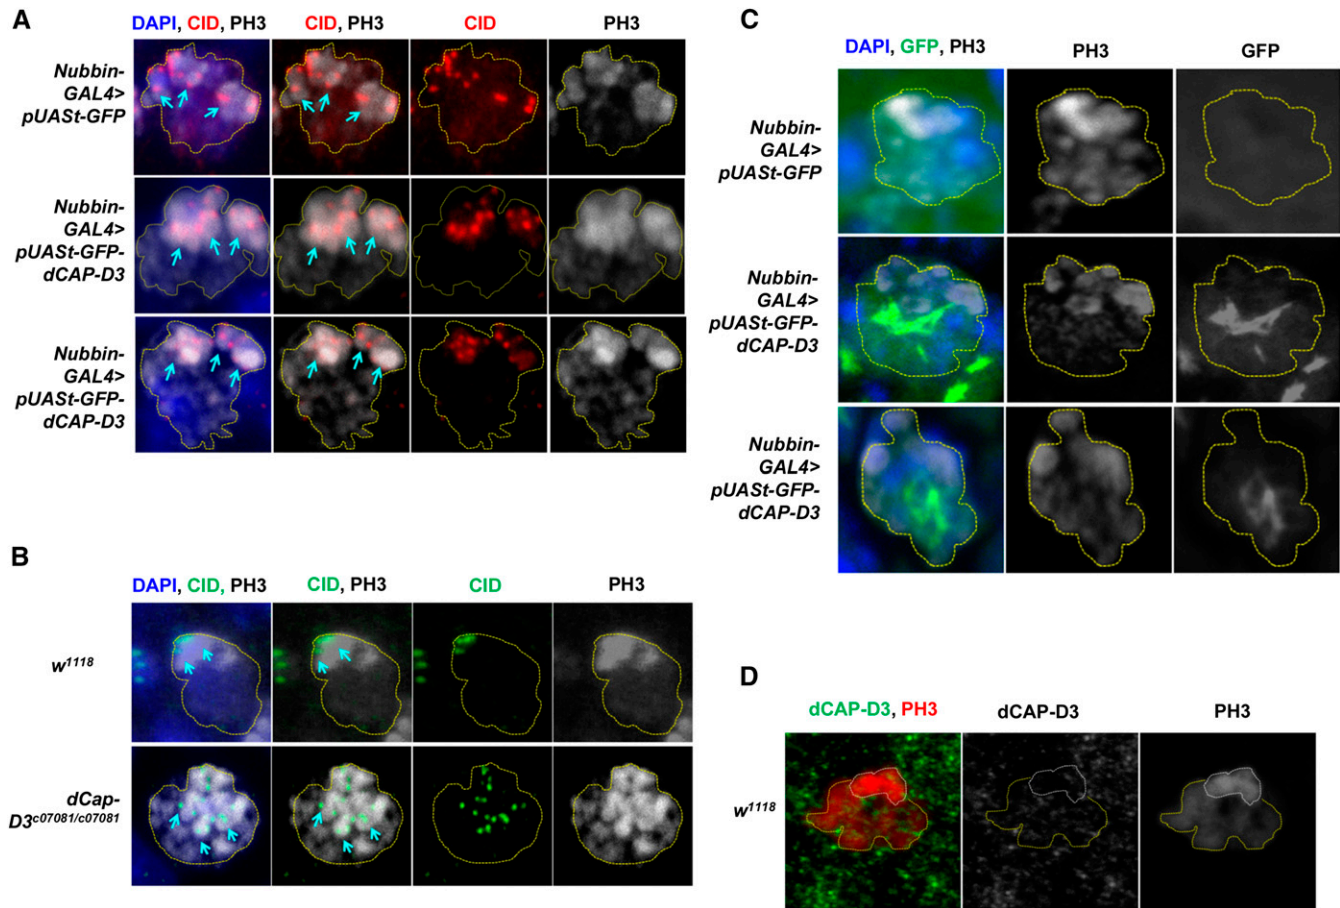 A
DAPI, CID, PH3
CID, PH3
CID
PH3
Nubbin-
GAL4>
pUASt-GFP
Nubbin-
GAL4>
pUASt-GFP-
dCAP-D3
Nubbin-
GAL4>
pUASt-GFP-
dCAP-D3
B
DAPI, CID, PH3
CID, PH3
CID
PH3
w1118
dCap-
D3c07081/c07081
C
DAPI, GFP, PH3
PH3
GFP
Nubbin-
GAL4>
pUASt-GFP
Nubbin-
GAL4>
pUASt-GFP-
dCAP-D3
Nubbin-
GAL4>
pUASt-GFP-
dCAP-D3
D
dCAP-D3, PH3
dCAP-D3
PH3
w1118